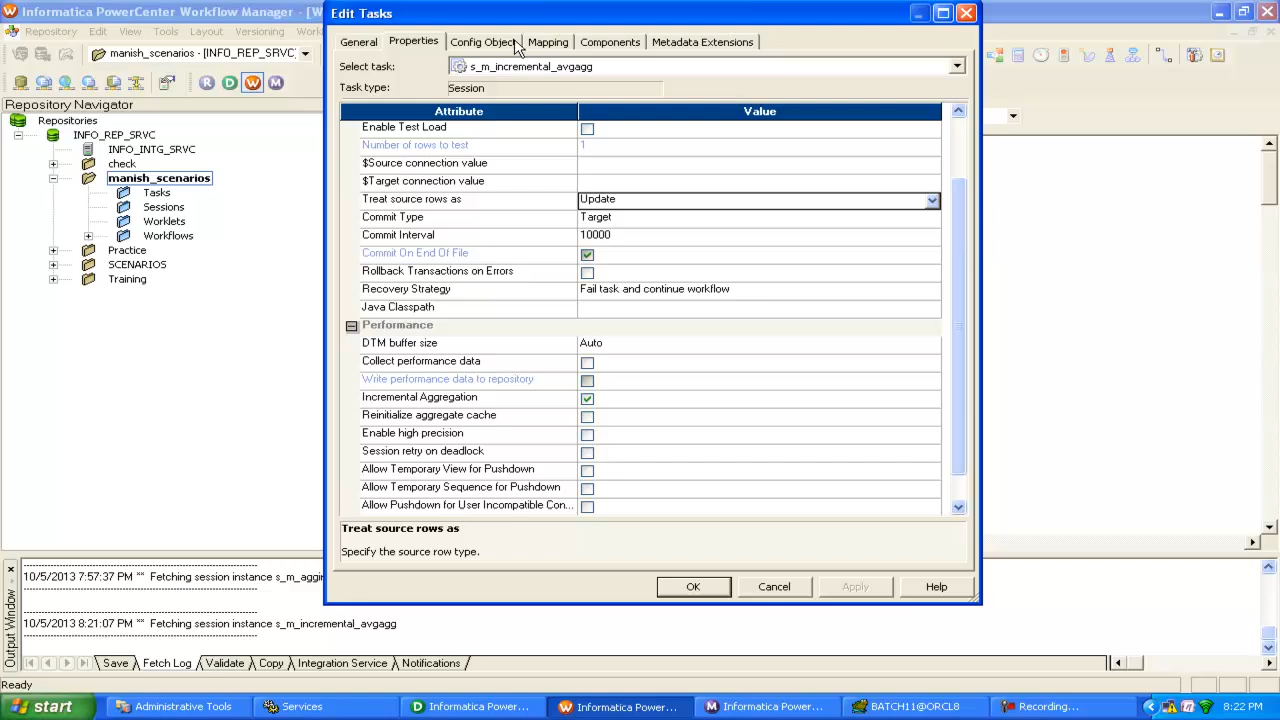 Informatica PowerCenter Workflow Manager - [W
Edit Tasks
Repository Edit View Tools Layout Versioning Work
manish_scenarios - (INFO_REP_SRVC)
General Properties Config Object Mapping Components Metadata Extensions
Select task: s_m_incremental_avgagg
Task type: Session
R D W M
Repository Navigator
Repositories
INFO_REP_SRVC
INFO_INTG_SRVC
check
manish_scenarios
Tasks
Sessions
Worklets
Workflows
Practice
SCENARIOS
Training
Attribute Value
Enable Test Load
Number of rows to test 1
$Source connection value
$Target connection value
Treat source rows as Update
Commit Type Target
Commit Interval 10000
Commit On End Of File
Rollback Transactions on Errors
Recovery Strategy Fail task and continue workflow
Java Classpath
Performance
DTM buffer size Auto
Collect performance data
Write performance data to repository
Incremental Aggregation
Reinitialize aggregate cache
Enable high precision
Session retry on deadlock
Allow Temporary View for Pushdown
Allow Temporary Sequence for Pushdown
Allow Pushdown for User Incompatible Con...
Treat source rows as
Specify the source row type.
OK Cancel Apply Help
Output Window
10/5/2013 7:57:37 PM ** Fetching session instance s_m_aggin
10/5/2013 8:21:07 PM ** Fetching session instance s_m_incremental_avgagg
Save Fetch Log Validate Copy Integration Service Notifications
Ready
start Administrative Tools Services Informatica Power... Informatica Power... Informatica Power... BATCH11@ORCL8 Recording... 8:22 PM